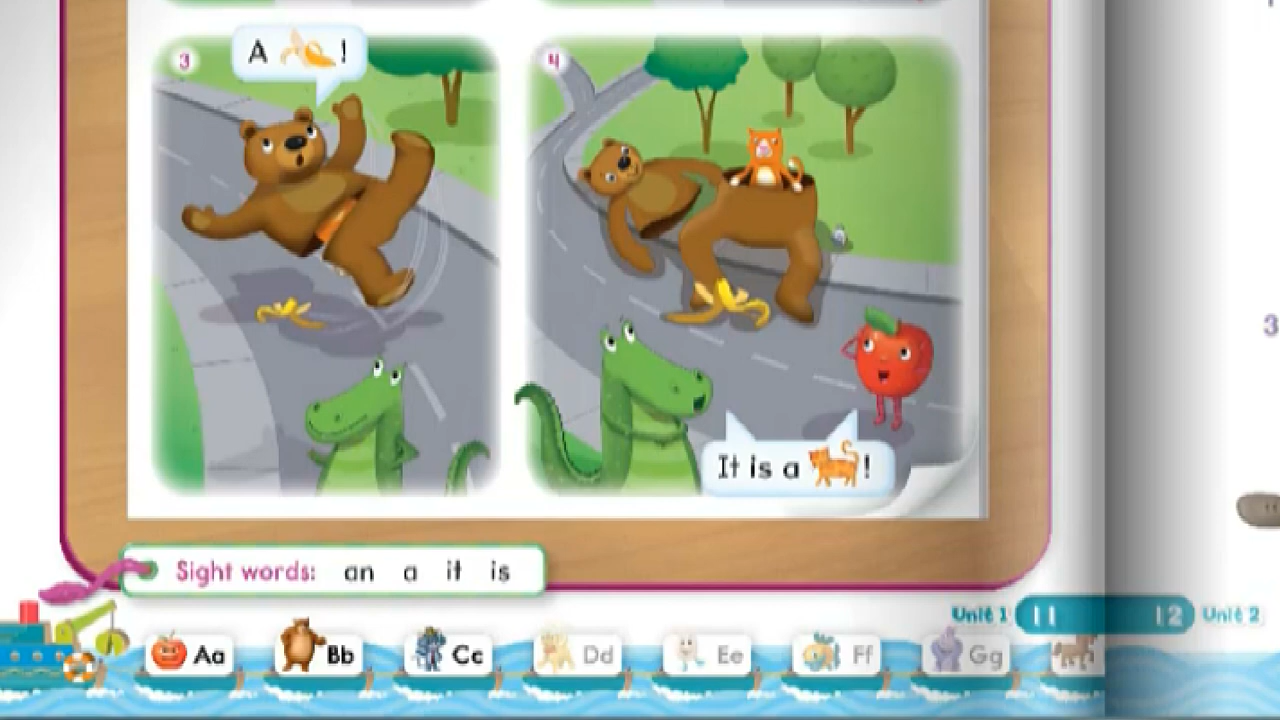 3
A !
4
It is a !
Sight words: an a it is
Unit 1 11
12 Unit 2
3
Aa Bb Cc Dd Ee Ff Gg